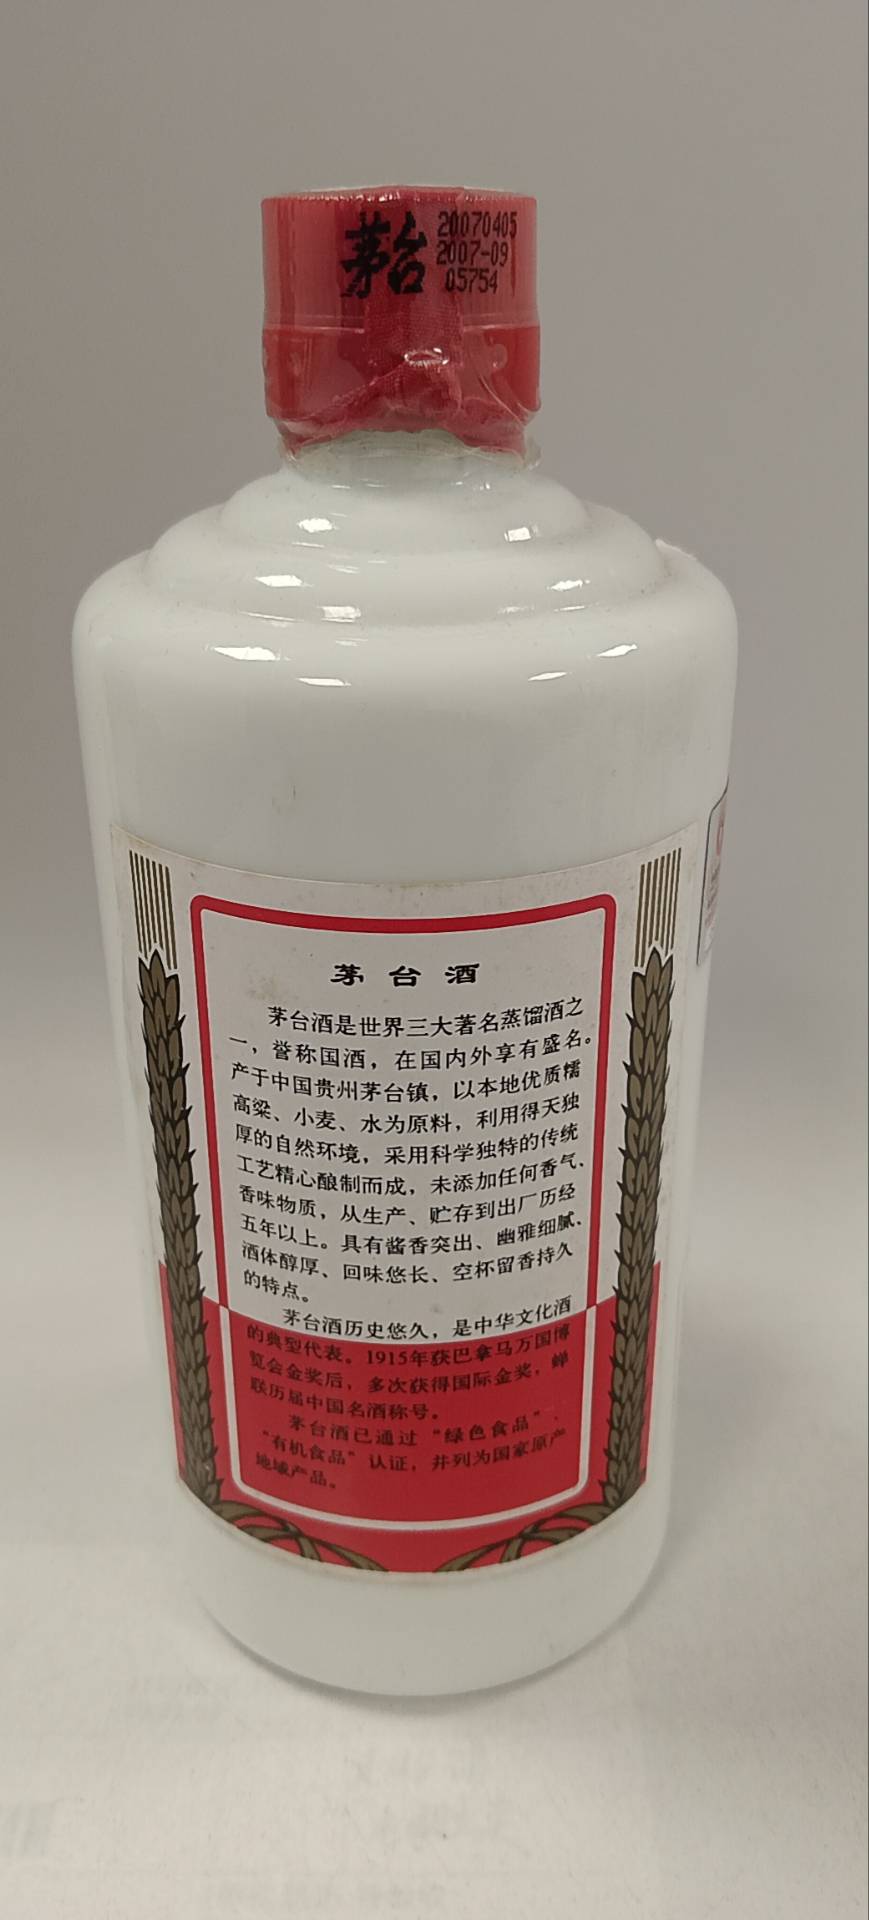 茅台
20070405
2007-09
05754
茅台酒
茅台酒是世界三大著名蒸馏酒之
一，誉称国酒，在国内外享有盛名。
产于中国贵州茅台镇，以本地优质糯
高粱、小麦、水为原料，利用得天独
厚的自然环境，采用科学独特的传统
工艺精心酿制而成，未添加任何香气、
香味物质，从生产、贮存到出厂历经
五年以上。具有酱香突出、幽雅细腻、
酒体醇厚、回味悠长、空杯留香持久
的特点。
茅台酒历史悠久，是中华文化酒
的典型代表。1915年获巴拿马万国博
览会金奖后，多次获得国际金奖，蝉
联历届中国名酒称号。
茅台酒已通过“绿色食品”、
“有机食品”认证，并列为国家原产
地域产品。